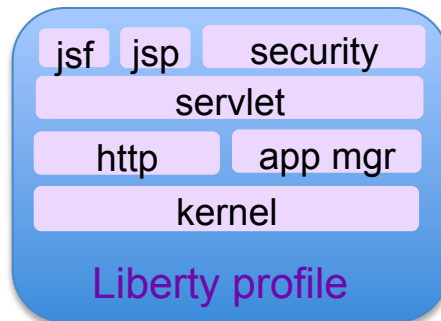 jsf jsp security
servlet
http app mgr
kernel
Liberty profile